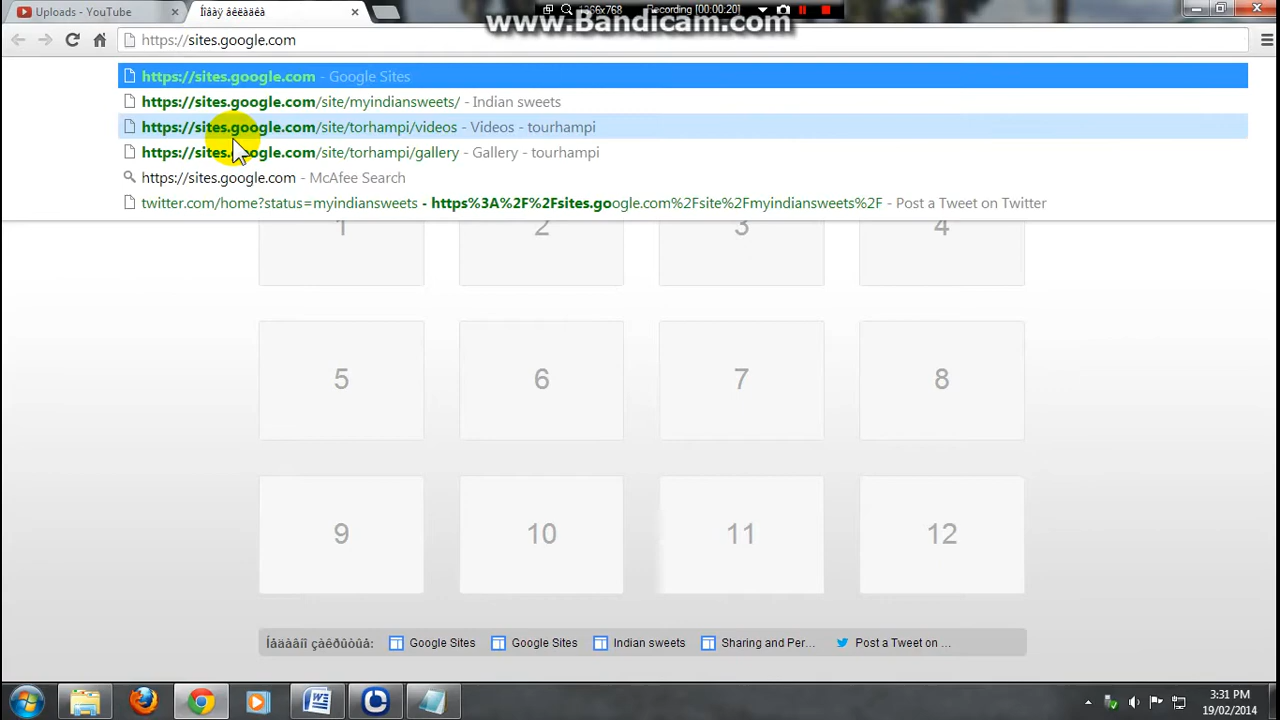 www.Bandicam.com
1366x768 Recording [00:00:20]
Uploads - YouTube
Íîâàÿ âêëàäêà
https://sites.google.com
https://sites.google.com - Google Sites
https://sites.google.com/site/myindiansweets/ - Indian sweets
https://sites.google.com/site/torhampi/videos - Videos - tourhampi
https://sites.google.com/site/torhampi/gallery - Gallery - tourhampi
https://sites.google.com - McAfee Search
twitter.com/home?status=myindiansweets - https%3A%2F%2Fsites.google.com%2Fsite%2Fmyindiansweets%2F - Post a Tweet on Twitter
1 2 3 4
5 6 7 8
9 10 11 12
Íåäàâíî çàêðûòûå: Google Sites Google Sites Indian sweets Sharing and Per... Post a Tweet on ...
3:31 PM
19/02/2014